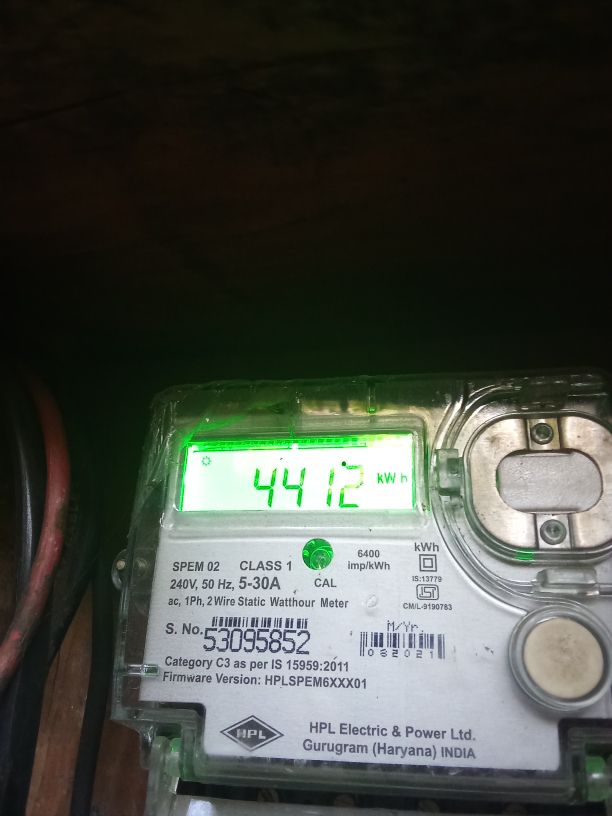 4412 kWh
SPEM 02 CLASS 1 6400 imp/kWh kWh
240V, 50 Hz, 5-30A CAL IS:13779
ac, 1Ph, 2 Wire Static Watthour Meter CM/L-9190763
M/Yr.
S. No. 53095852 082021
Category C3 as per IS 15959:2011
Firmware Version: HPLSPEM6XXX01
HPL
HPL Electric & Power Ltd.
Gurugram (Haryana) INDIA